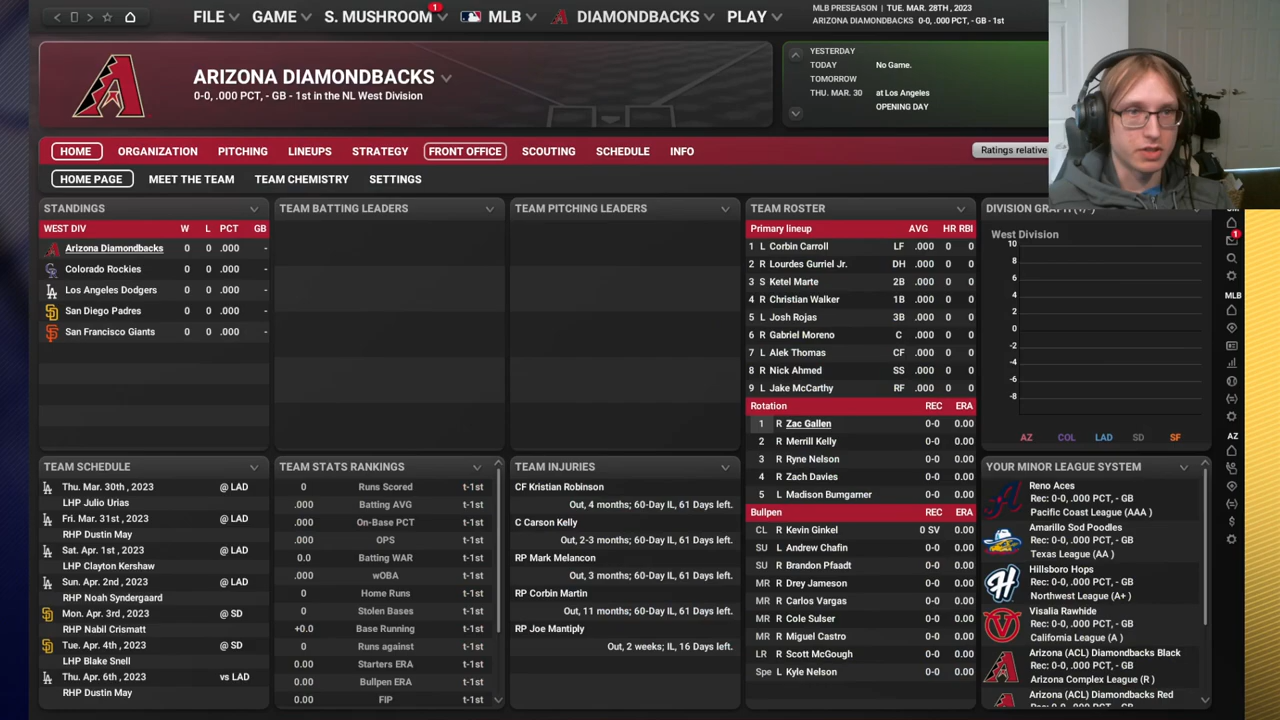 FILE GAME S. MUSHROOM 1 MLB DIAMONDBACKS PLAY
MLB PRESEASON | TUE. MAR. 28TH , 2023
ARIZONA DIAMONDBACKS 0-0, .000 PCT, - GB - 1st
ARIZONA DIAMONDBACKS
0-0, .000 PCT, - GB - 1st in the NL West Division
YESTERDAY
TODAY No Game.
TOMORROW
THU. MAR. 30 at Los Angeles
OPENING DAY
HOME ORGANIZATION PITCHING LINEUPS STRATEGY FRONT OFFICE SCOUTING SCHEDULE INFO
Ratings relative
HOME PAGE MEET THE TEAM TEAM CHEMISTRY SETTINGS
STANDINGS
WEST DIV W L PCT GB
Arizona Diamondbacks 0 0 .000 -
Colorado Rockies 0 0 .000 -
Los Angeles Dodgers 0 0 .000 -
San Diego Padres 0 0 .000 -
San Francisco Giants 0 0 .000 -
TEAM BATTING LEADERS
TEAM PITCHING LEADERS
TEAM ROSTER
Primary lineup AVG HR RBI
1 L Corbin Carroll LF .000 0 0
2 R Lourdes Gurriel Jr. DH .000 0 0
3 S Ketel Marte 2B .000 0 0
4 R Christian Walker 1B .000 0 0
5 L Josh Rojas 3B .000 0 0
6 R Gabriel Moreno C .000 0 0
7 L Alek Thomas CF .000 0 0
8 R Nick Ahmed SS .000 0 0
9 L Jake McCarthy RF .000 0 0
Rotation REC ERA
1 R Zac Gallen 0-0 0.00
2 R Merrill Kelly 0-0 0.00
3 R Ryne Nelson 0-0 0.00
4 R Zach Davies 0-0 0.00
5 L Madison Bumgarner 0-0 0.00
Bullpen REC ERA
CL R Kevin Ginkel 0 SV 0.00
SU L Andrew Chafin 0-0 0.00
SU R Brandon Pfaadt 0-0 0.00
MR R Drey Jameson 0-0 0.00
MR R Carlos Vargas 0-0 0.00
MR R Cole Sulser 0-0 0.00
MR R Miguel Castro 0-0 0.00
LR R Scott McGough 0-0 0.00
Spe L Kyle Nelson 0-0 0.00
DIVISION GRAPH (+/-)
West Division
10
8
6
4
2
0
-2
-4
-6
-8
AZ COL LAD SD SF
1
MLB
AZ
TEAM SCHEDULE
Thu. Mar. 30th , 2023 @ LAD
LHP Julio Urias
Fri. Mar. 31st , 2023 @ LAD
RHP Dustin May
Sat. Apr. 1st , 2023 @ LAD
LHP Clayton Kershaw
Sun. Apr. 2nd , 2023 @ LAD
RHP Noah Syndergaard
Mon. Apr. 3rd , 2023 @ SD
RHP Nabil Crismatt
Tue. Apr. 4th , 2023 @ SD
LHP Blake Snell
Thu. Apr. 6th , 2023 vs LAD
RHP Dustin May
TEAM STATS RANKINGS
0 Runs Scored t-1st
.000 Batting AVG t-1st
.000 On-Base PCT t-1st
.000 OPS t-1st
0.0 Batting WAR t-1st
.000 wOBA t-1st
0 Home Runs t-1st
0 Stolen Bases t-1st
+0.0 Base Running t-1st
0 Runs against t-1st
0.00 Starters ERA t-1st
0.00 Bullpen ERA t-1st
0.00 FIP t-1st
TEAM INJURIES
CF Kristian Robinson
Out, 4 months; 60-Day IL, 61 Days left.
C Carson Kelly
Out, 2-3 months; 60-Day IL, 61 Days left.
RP Mark Melancon
Out, 3 months; 60-Day IL, 61 Days left.
RP Corbin Martin
Out, 11 months; 60-Day IL, 61 Days left.
RP Joe Mantiply
Out, 2 weeks; IL, 16 Days left.
YOUR MINOR LEAGUE SYSTEM
Reno Aces
Rec: 0-0, .000 PCT, - GB
Pacific Coast League (AAA )
Amarillo Sod Poodles
Rec: 0-0, .000 PCT, - GB
Texas League (AA )
Hillsboro Hops
Rec: 0-0, .000 PCT, - GB
Northwest League (A+ )
Visalia Rawhide
Rec: 0-0, .000 PCT, - GB
California League (A )
Arizona (ACL) Diamondbacks Black
Rec: 0-0, .000 PCT, - GB
Arizona Complex League (R )
Arizona (ACL) Diamondbacks Red